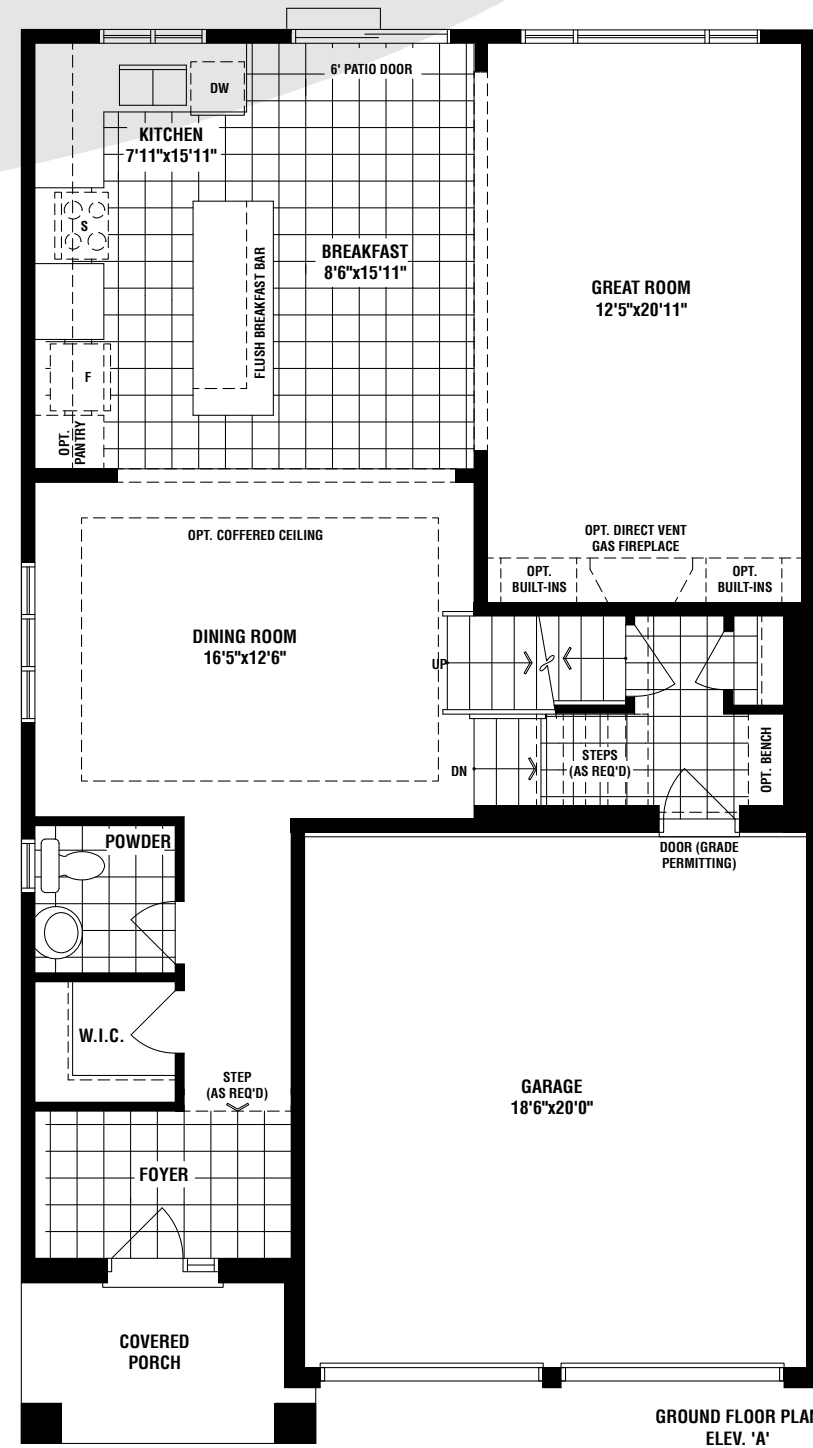 6' PATIO DOOR
DW
KITCHEN
7'11"x15'11"
S
BREAKFAST
8'6"x15'11"
FLUSH BREAKFAST BAR
GREAT ROOM
12'5"x20'11"
F
OPT.
PANTRY
OPT. COFFERED CEILING
OPT. DIRECT VENT
GAS FIREPLACE
OPT.
BUILT-INS
OPT.
BUILT-INS
DINING ROOM
16'5"x12'6"
UP
DN
STEPS
(AS REQ'D)
OPT. BENCH
POWDER
DOOR (GRADE
PERMITTING)
W.I.C.
STEP
(AS REQ'D)
GARAGE
18'6"x20'0"
FOYER
COVERED
PORCH
GROUND FLOOR PLAN
ELEV. 'A'